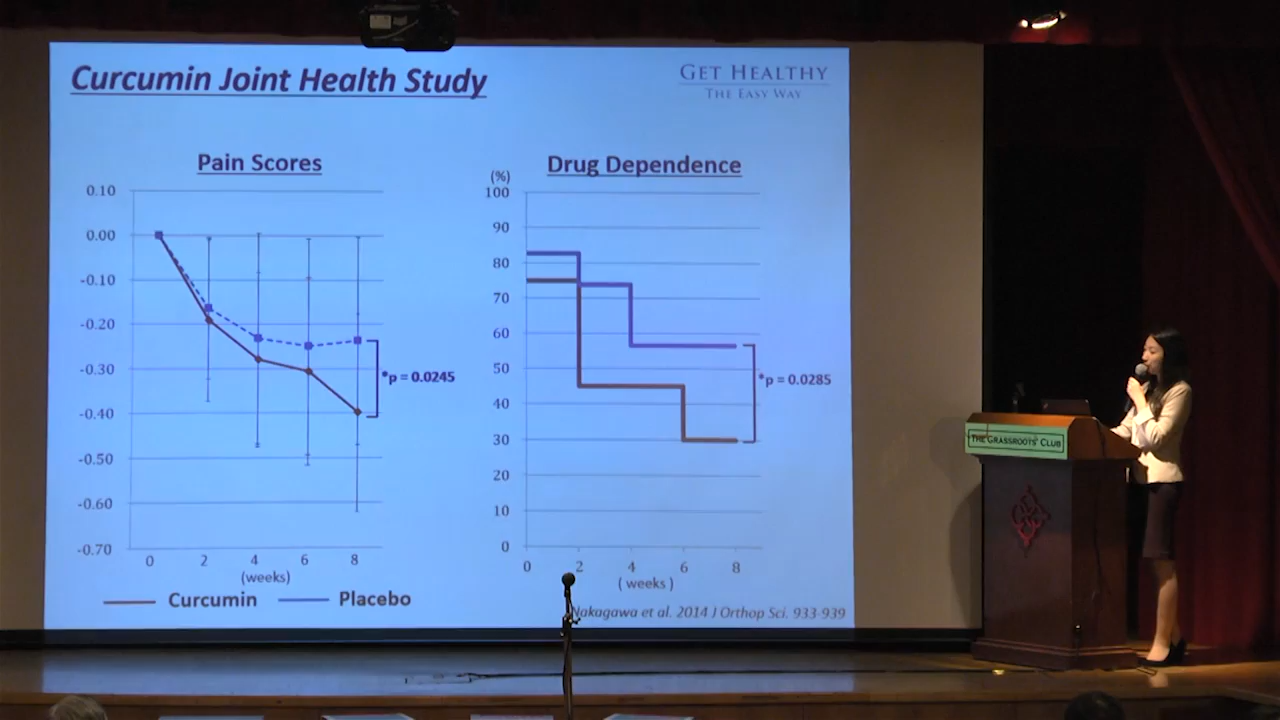 Curcumin Joint Health Study
GET HEALTHY
THE EASY WAY
Pain Scores
0.10
0.00
-0.10
-0.20
-0.30
-0.40
-0.50
-0.60
-0.70
0 2 4 6 8
(weeks)
*p = 0.0245
Drug Dependence
(%)
100
90
80
70
60
50
40
30
20
10
0
0 2 4 6 8
( weeks )
*p = 0.0285
Curcumin Placebo
Nakagawa et al. 2014 J Orthop Sci. 933-939
THE GRASSROOTS' CLUB